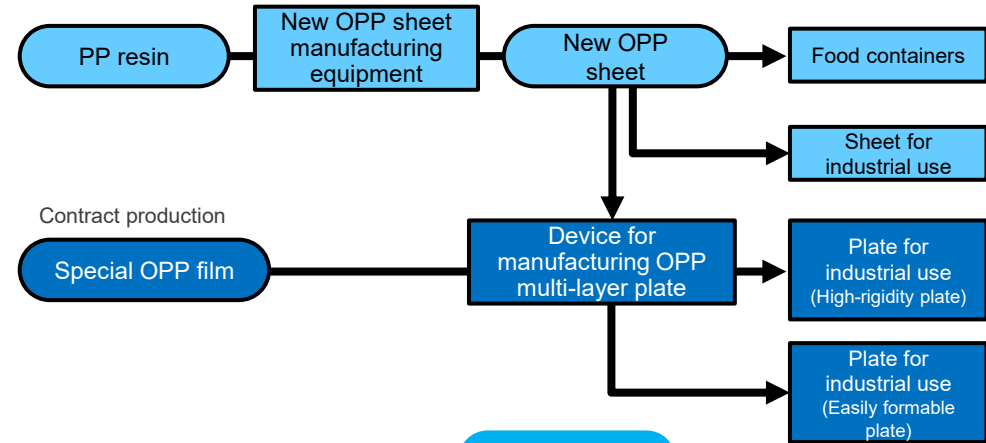 PP resin
New OPP sheet
manufacturing
equipment
New OPP
sheet
Food containers
Sheet for
industrial use
Contract production
Special OPP film
Device for
manufacturing OPP
multi-layer plate
Plate for
industrial use
(High-rigidity plate)
Plate for
industrial use
(Easily formable
plate)